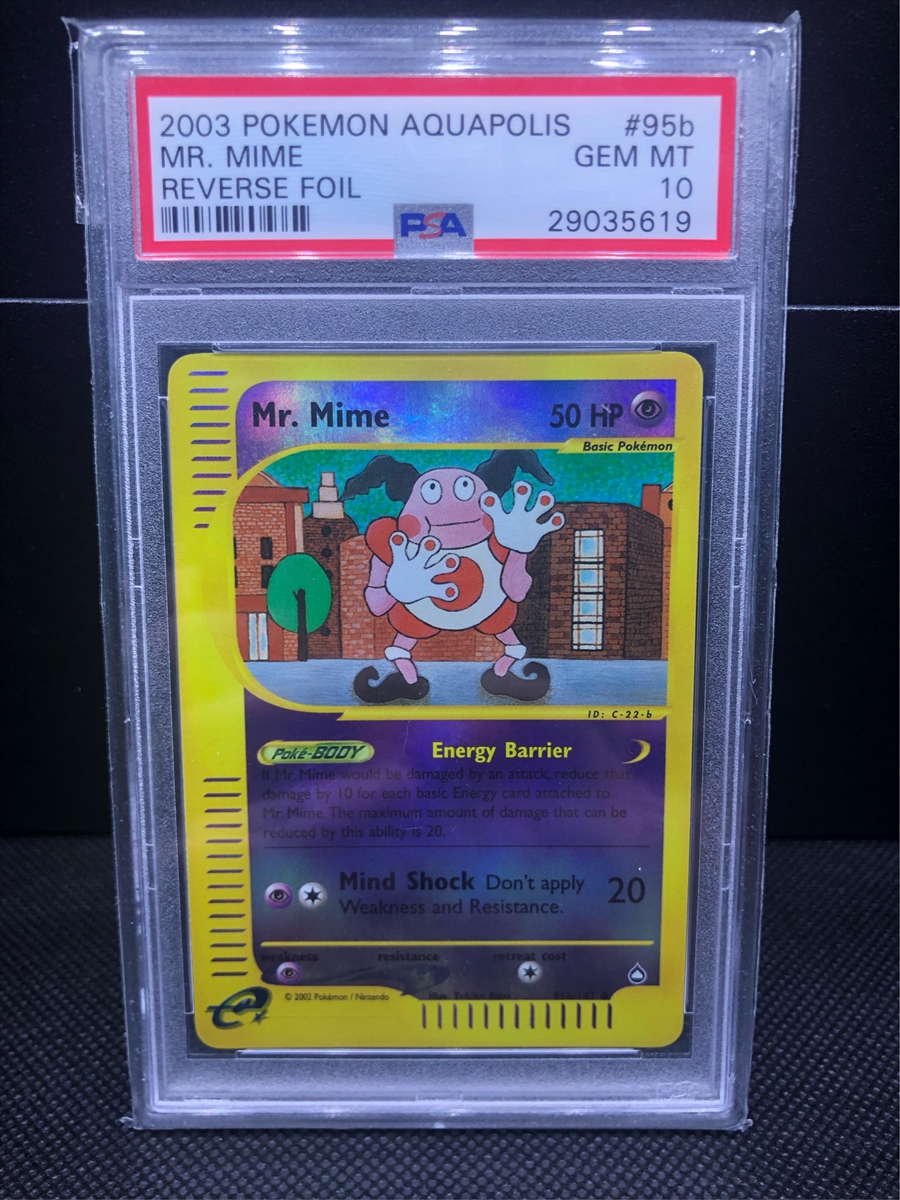 2003 POKEMON AQUAPOLIS #95b
MR. MIME GEM MT
REVERSE FOIL 10
PSA 29035619
Mr. Mime 50 HP
Basic Pokémon
ID: C-22-b
Poké-BODY Energy Barrier
If Mr. Mime would be damaged by an attack, reduce that
damage by 10 for each basic Energy card attached to
Mr. Mime. The maximum amount of damage that can be
reduced by this ability is 20.
Mind Shock Don't apply 20
Weakness and Resistance.
weakness resistance retreat cost
e © 2002 Pokémon / Nintendo Illus.